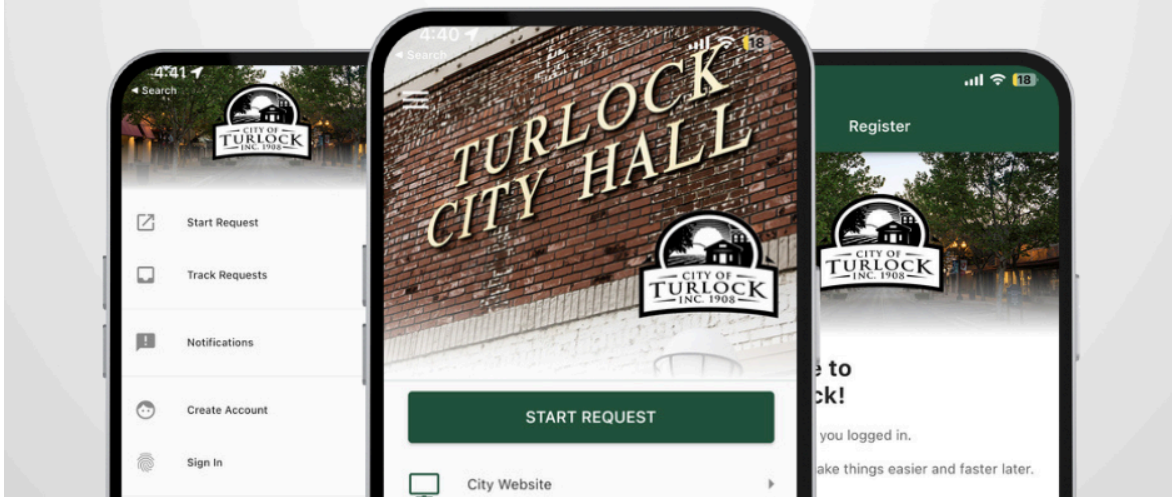 4:41
Search
CITY OF
TURLOCK
INC. 1908
Start Request
Track Requests
Notifications
Create Account
Sign In
4:40
18
Search
TURLOCK
CITY HALL
CITY OF
TURLOCK
INC. 1908
START REQUEST
City Website
18
Register
CITY OF
TURLOCK
INC. 1908
e to
ck!
you logged in.
ake things easier and faster later.